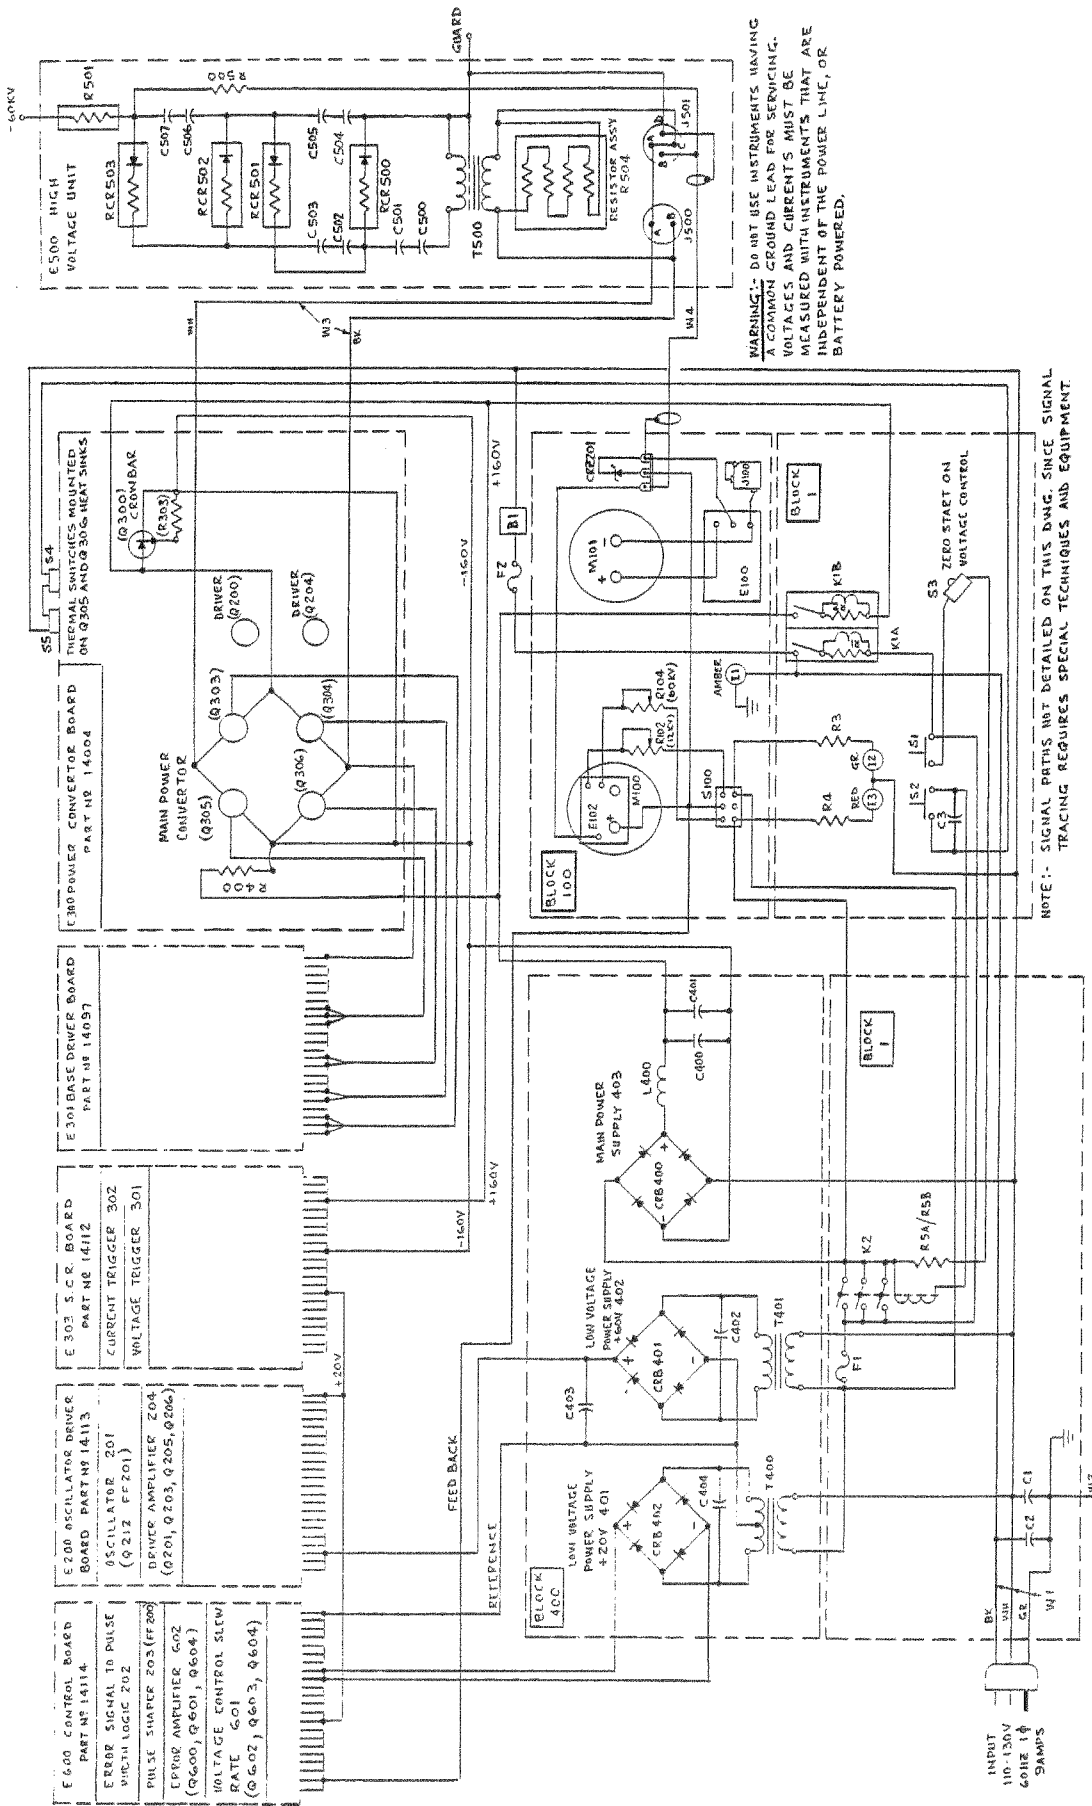 E600 CONTROL BOARD
PART Nº 14114
ERROR SIGNAL TO PULSE
WIDTH LOGIC 202
PULSE SHAPER 203 (FF200)
ERROR AMPLIFIER 602
(Q600, Q601, Q604)
VOLTAGE CONTROL SLEW
RATE 601
(Q602, Q603, Q604)
E200 OSCILLATOR DRIVER
BOARD PART Nº 14113
OSCILLATOR 201
(Q212 FF201)
DRIVER AMPLIFIER 204
(Q201, Q203, Q205, Q206)
E303 S.C.R. BOARD
PART Nº 14112
CURRENT TRIGGER 302
VOLTAGE TRIGGER 301
E301 BASE DRIVER BOARD
PART Nº 14097
E300 POWER CONVERTOR BOARD
PART Nº 14004
THERMAL SWITCHES MOUNTED
ON Q305 AND Q306 HEAT SINKS
S5
S4
MAIN POWER
CONVERTOR
(Q305)
(Q303)
(Q306)
(Q304)
R400
DRIVER
(Q200)
DRIVER
(Q204)
(Q300)
CROWBAR
(R303)
E500 HIGH
VOLTAGE UNIT
-60KV
R501
RCR503
C507
C506
R500
RCR502
RCR501
C503
C502
C505
C504
RCR500
C501
C500
T500
GUARD
RESISTOR ASS'Y
R504
A
B
J500
A
B
C
D
J501
WH
W3
BK
W4
+20V
-160V
+160V
-160V
+160V
FEED BACK
REFERENCE
BLOCK
400
LOW VOLTAGE
POWER SUPPLY
+20V 401
CRB402
+
-
C404
T400
C403
LOW VOLTAGE
POWER SUPPLY
+60V 402
CRB401
+
-
C402
T401
MAIN POWER
SUPPLY 403
CRB400
-
+
L400
C400
C401
BLOCK
100
E102
+
M100
R102
(12KV)
R104
(60KV)
S100
M101
+
-
CR2201
E100
J100
F2
B1
BLOCK
1
AMBER
I1
K1A
K1B
R4
R3
RED
I3
GR
I2
S2
C3
S1
S3
ZERO START ON
VOLTAGE CONTROL
BLOCK
1
F1
K2
R5A/R5B
INPUT
110-130V
60HZ 1Φ
9AMPS
BK
WH
GR
W1
C2
C1
WARNING:- DO NOT USE INSTRUMENTS HAVING
A COMMON GROUND LEAD FOR SERVICING.
VOLTAGES AND CURRENTS MUST BE
MEASURED WITH INSTRUMENTS THAT ARE
INDEPENDENT OF THE POWER LINE, OR
BATTERY POWERED.
NOTE:- SIGNAL PATHS NOT DETAILED ON THIS DWG. SINCE SIGNAL
TRACING REQUIRES SPECIAL TECHNIQUES AND EQUIPMENT.